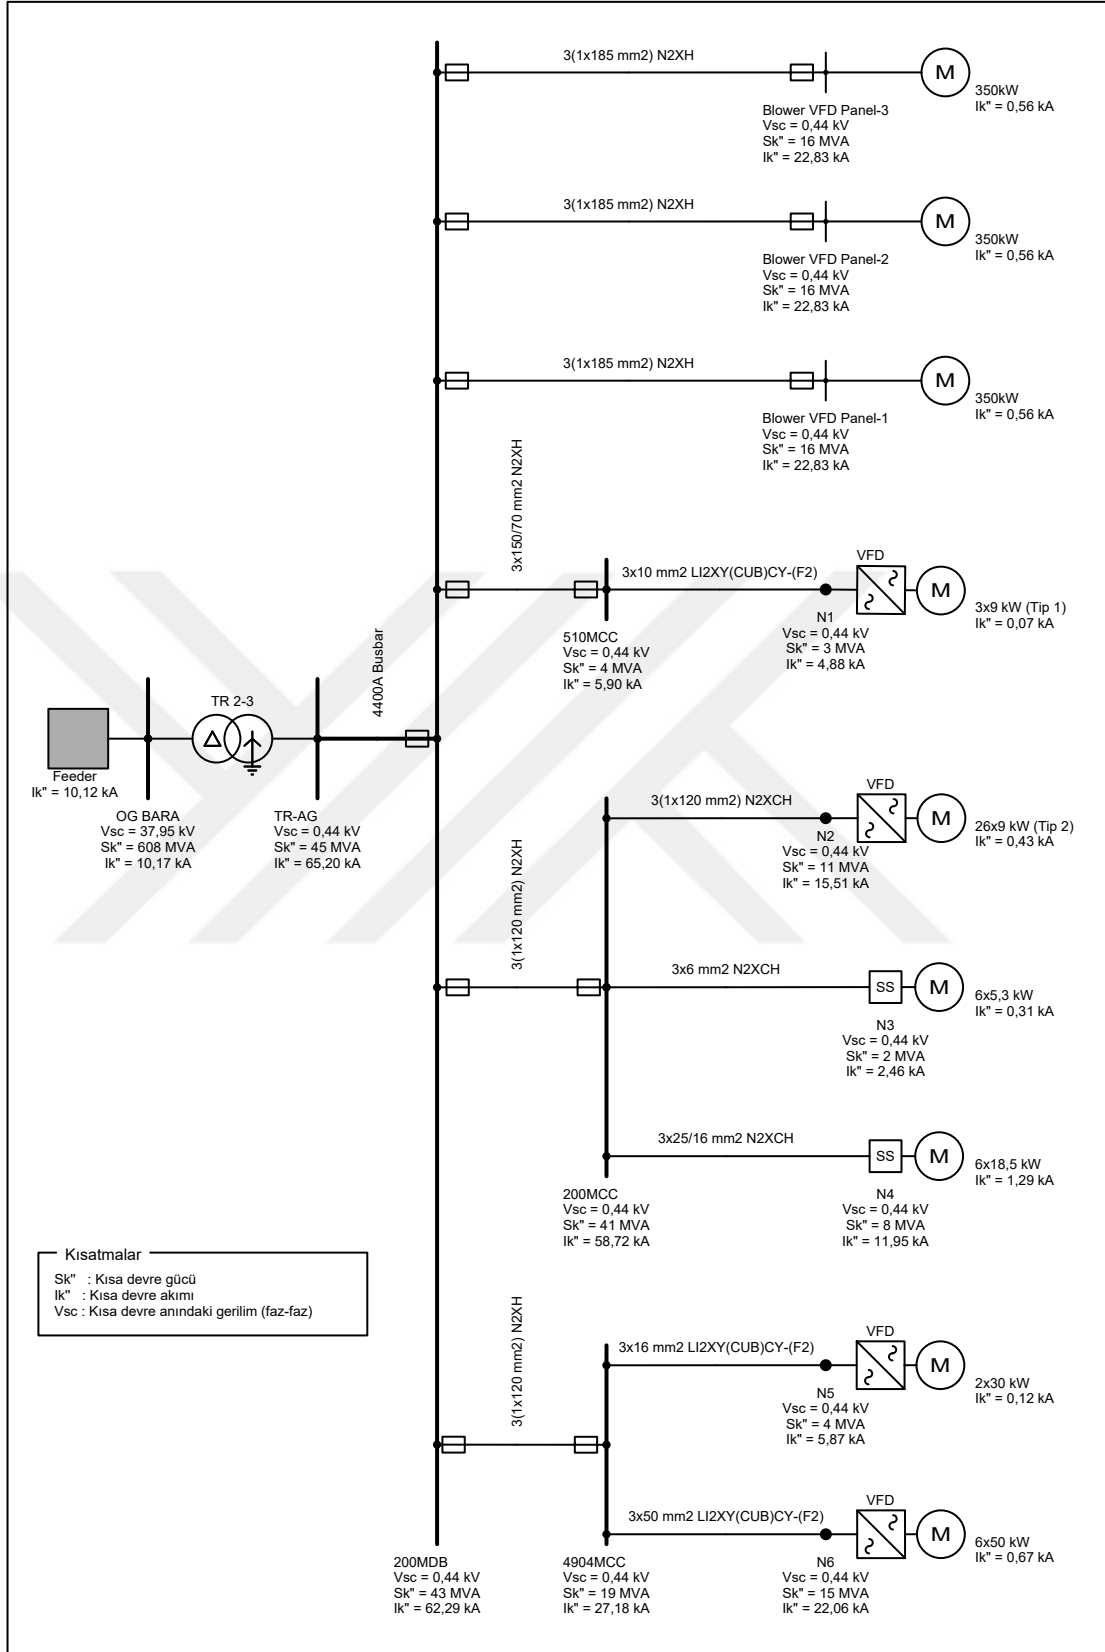 3(1x185 mm2) N2XH
M
350kW
Ik" = 0,56 kA
Blower VFD Panel-3
Vsc = 0,44 kV
Sk" = 16 MVA
Ik" = 22,83 kA
3(1x185 mm2) N2XH
M
350kW
Ik" = 0,56 kA
Blower VFD Panel-2
Vsc = 0,44 kV
Sk" = 16 MVA
Ik" = 22,83 kA
3(1x185 mm2) N2XH
M
350kW
Ik" = 0,56 kA
Blower VFD Panel-1
Vsc = 0,44 kV
Sk" = 16 MVA
Ik" = 22,83 kA
3x150/70 mm2 N2XH
3x10 mm2 LI2XY(CUB)CY-(F2)
VFD
M
3x9 kW (Tip 1)
Ik" = 0,07 kA
N1
Vsc = 0,44 kV
Sk" = 3 MVA
Ik" = 4,88 kA
510MCC
Vsc = 0,44 kV
Sk" = 4 MVA
Ik" = 5,90 kA
4400A Busbar
TR 2-3
Feeder
Ik" = 10,12 kA
OG BARA
Vsc = 37,95 kV
Sk" = 608 MVA
Ik" = 10,17 kA
TR-AG
Vsc = 0,44 kV
Sk" = 45 MVA
Ik" = 65,20 kA
3(1x120 mm2) N2XH
3(1x120 mm2) N2XCH
VFD
M
26x9 kW (Tip 2)
Ik" = 0,43 kA
N2
Vsc = 0,44 kV
Sk" = 11 MVA
Ik" = 15,51 kA
3x6 mm2 N2XCH
SS
M
6x5,3 kW
Ik" = 0,31 kA
N3
Vsc = 0,44 kV
Sk" = 2 MVA
Ik" = 2,46 kA
3x25/16 mm2 N2XCH
SS
M
6x18,5 kW
Ik" = 1,29 kA
N4
Vsc = 0,44 kV
Sk" = 8 MVA
Ik" = 11,95 kA
200MCC
Vsc = 0,44 kV
Sk" = 41 MVA
Ik" = 58,72 kA
Kısatmalar
Sk" : Kısa devre gücü
Ik" : Kısa devre akımı
Vsc : Kısa devre anındaki gerilim (faz-faz)
3(1x120 mm2) N2XH
3x16 mm2 LI2XY(CUB)CY-(F2)
VFD
M
2x30 kW
Ik" = 0,12 kA
N5
Vsc = 0,44 kV
Sk" = 4 MVA
Ik" = 5,87 kA
3x50 mm2 LI2XY(CUB)CY-(F2)
VFD
M
6x50 kW
Ik" = 0,67 kA
200MDB
Vsc = 0,44 kV
Sk" = 43 MVA
Ik" = 62,29 kA
4904MCC
Vsc = 0,44 kV
Sk" = 19 MVA
Ik" = 27,18 kA
N6
Vsc = 0,44 kV
Sk" = 15 MVA
Ik" = 22,06 kA